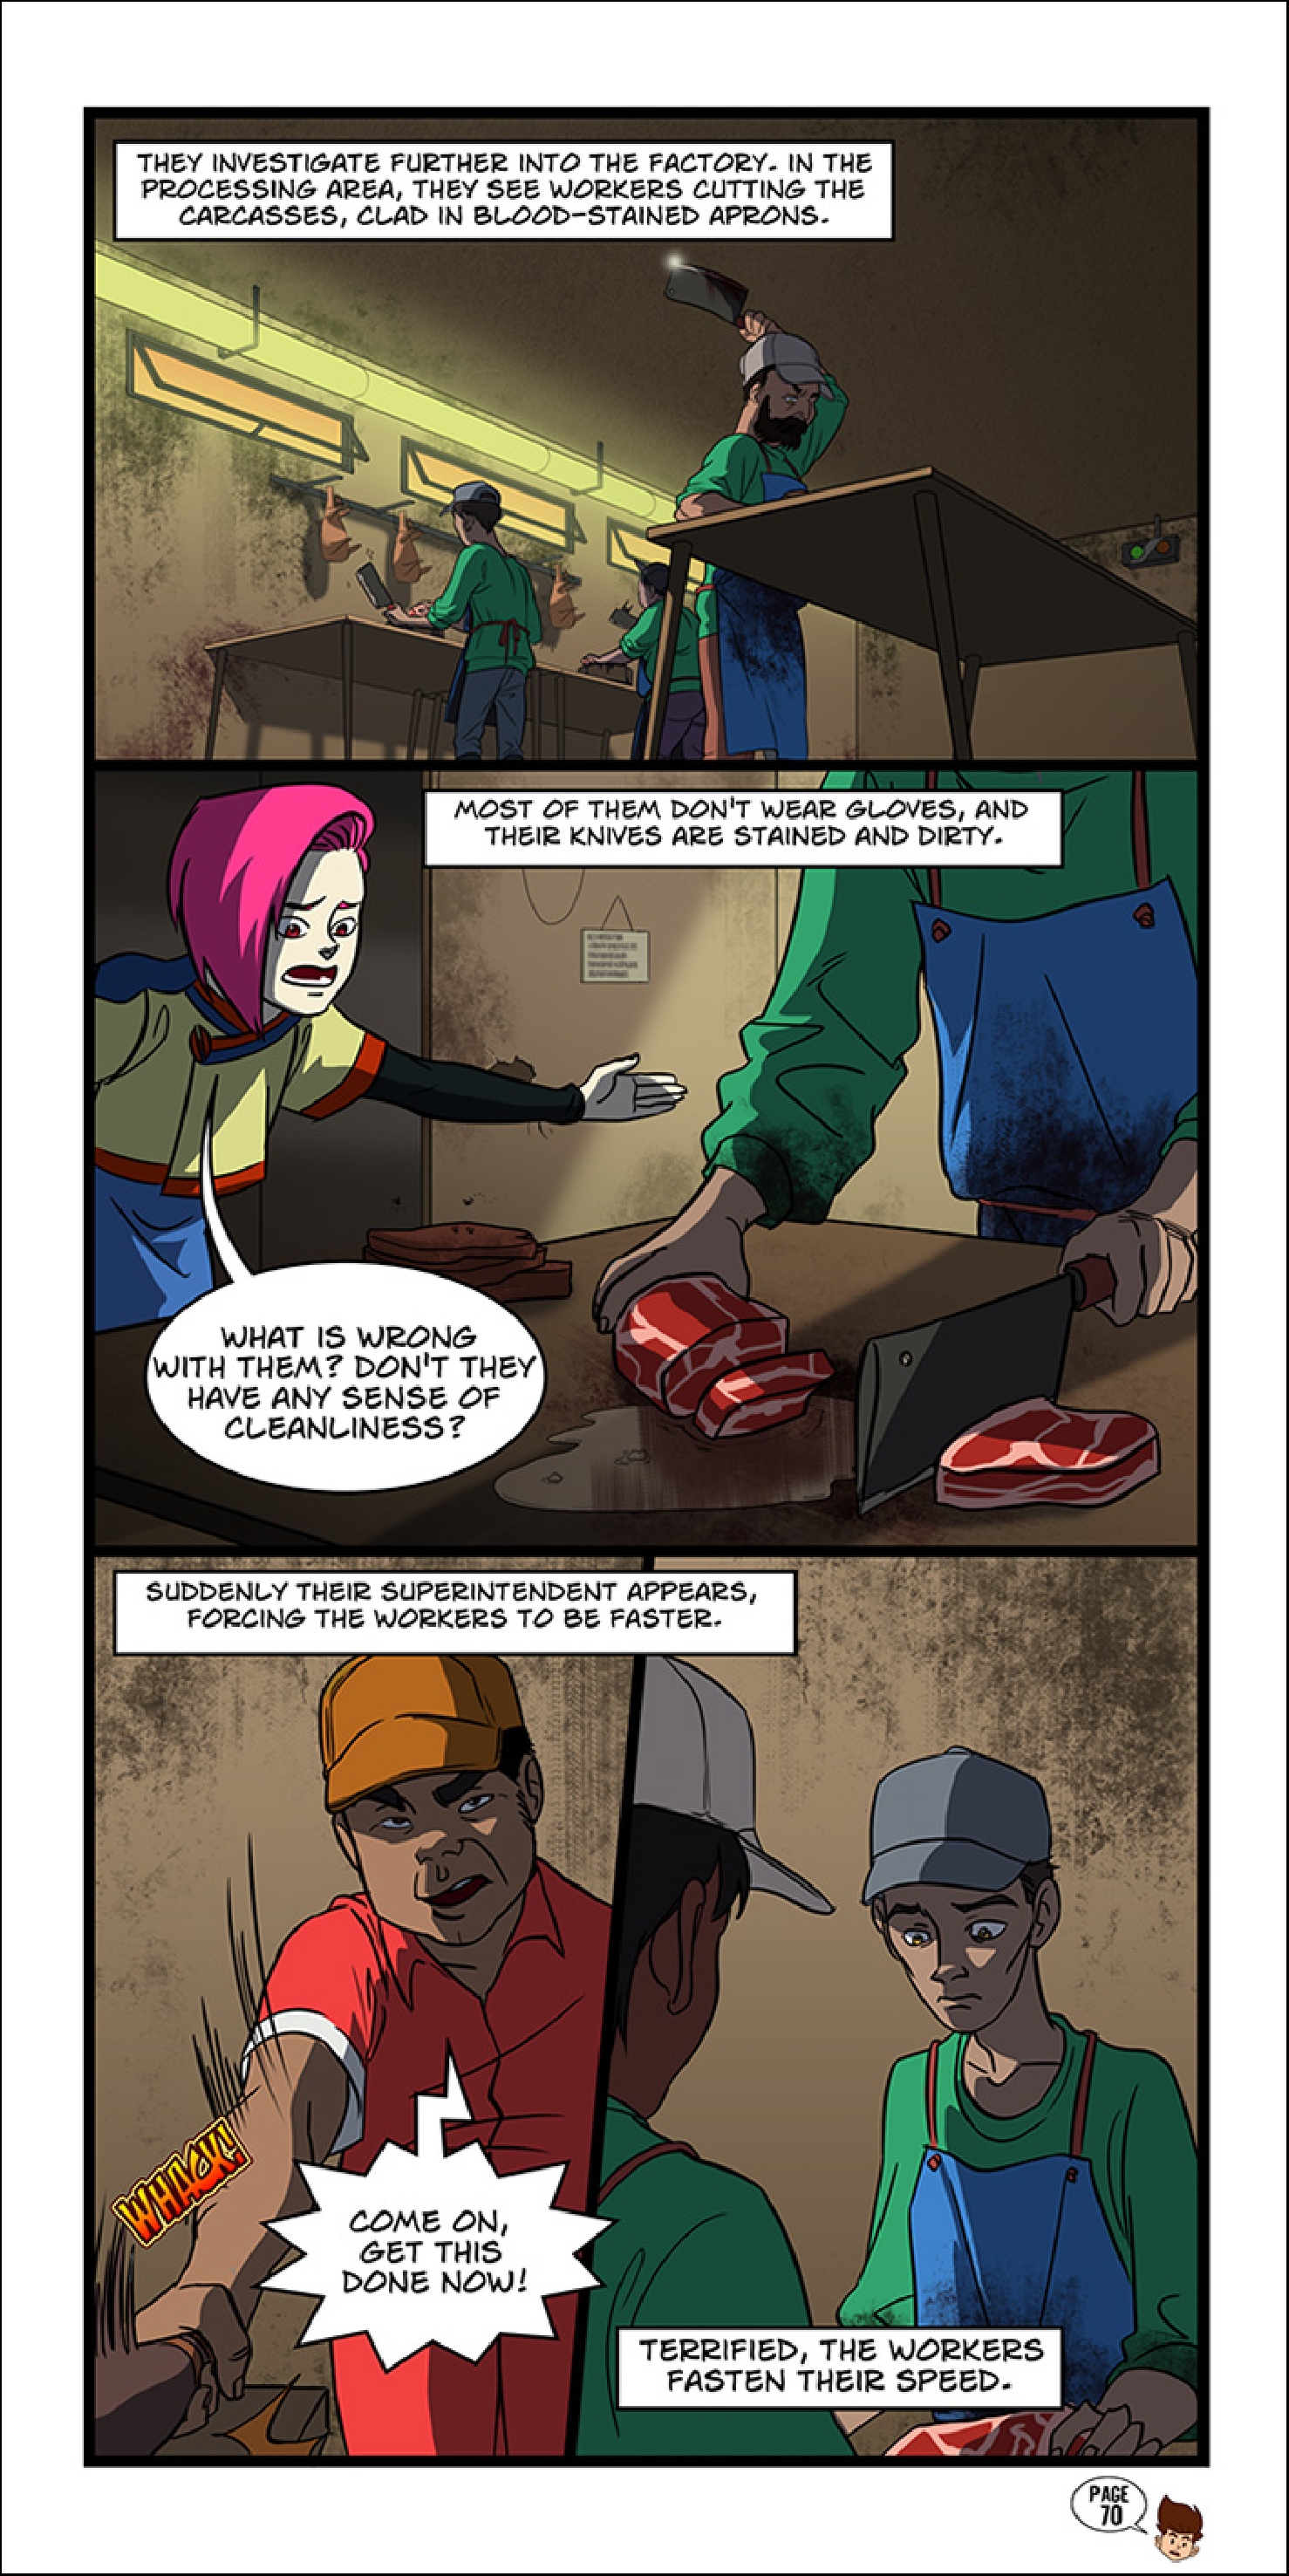 THEY INVESTIGATE FURTHER INTO THE FACTORY. IN THE
PROCESSING AREA, THEY SEE WORKERS CUTTING THE
CARCASSES, CLAD IN BLOOD-STAINED APRONS.
MOST OF THEM DON'T WEAR GLOVES, AND
THEIR KNIVES ARE STAINED AND DIRTY.
WHAT IS WRONG
WITH THEM? DON'T THEY
HAVE ANY SENSE OF
CLEANLINESS?
SUDDENLY THEIR SUPERINTENDENT APPEARS,
FORCING THE WORKERS TO BE FASTER.
WHACK!
COME ON,
GET THIS
DONE NOW!
TERRIFIED, THE WORKERS
FASTEN THEIR SPEED.
PAGE
70